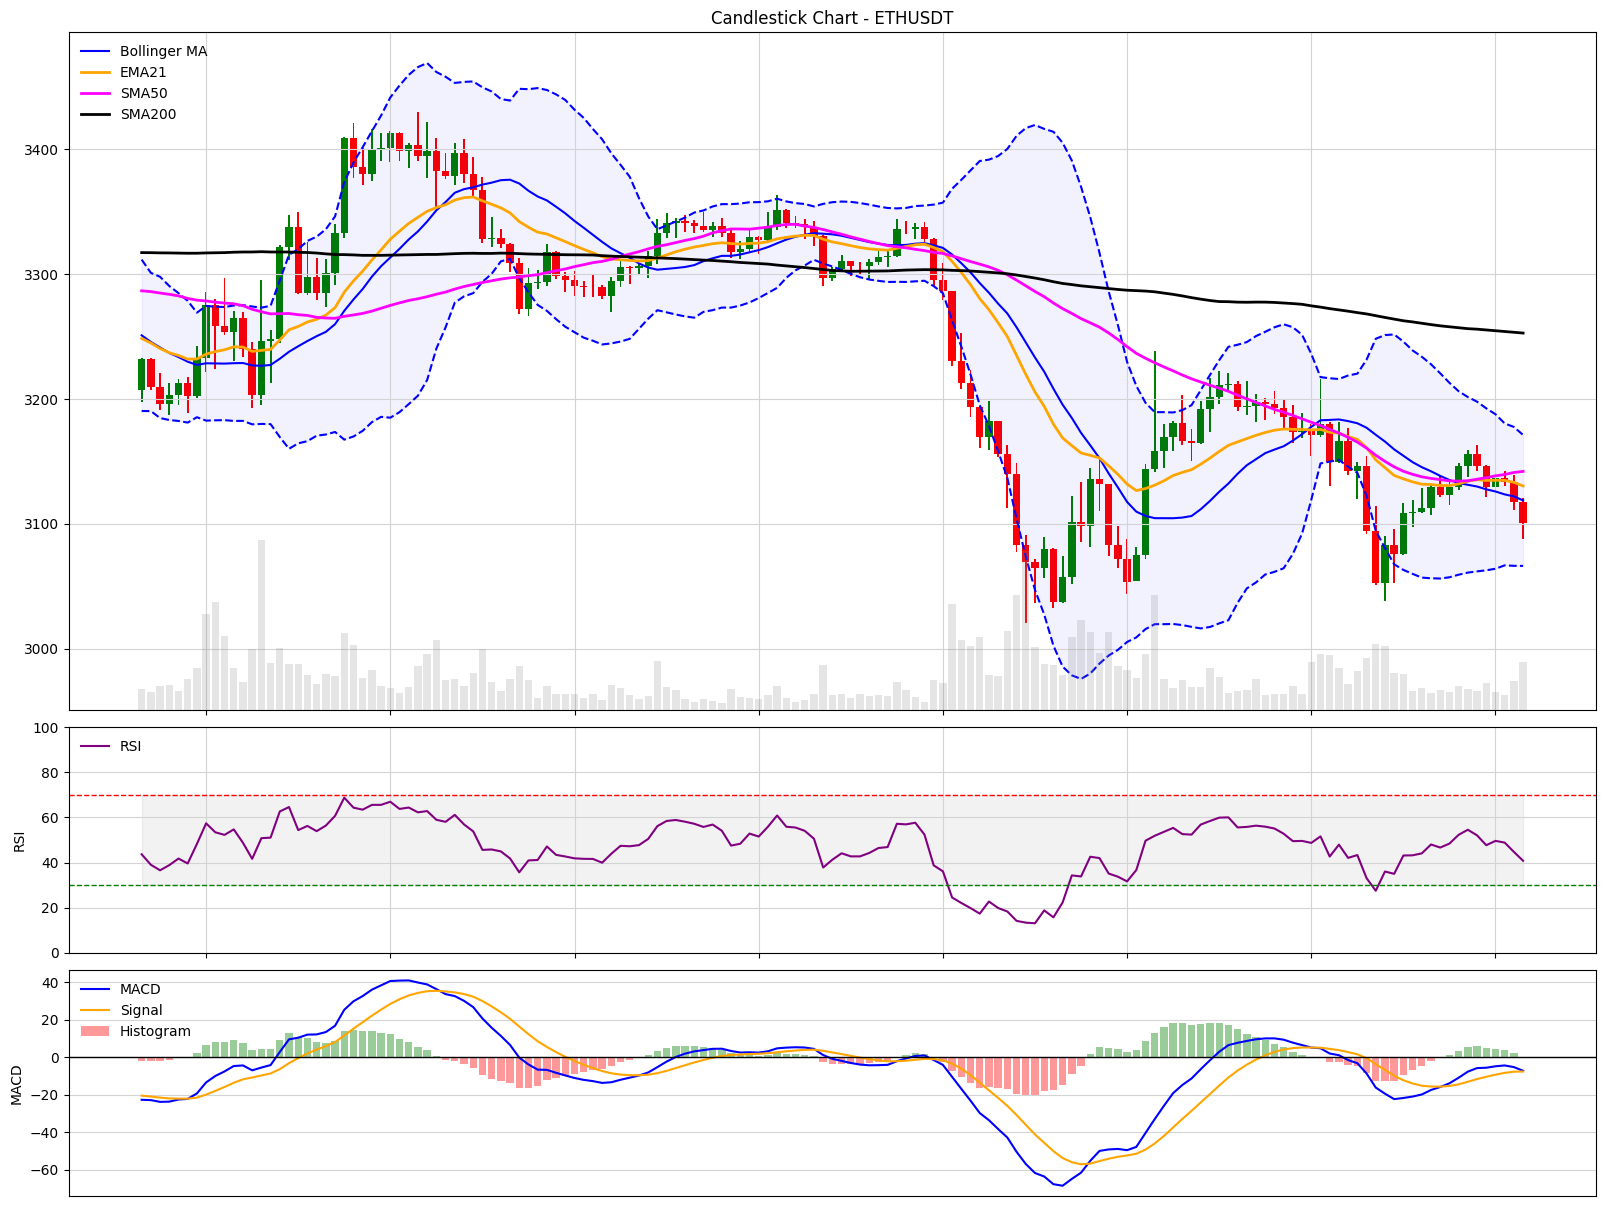 Candlestick Chart - ETHUSDT
Bollinger MA
EMA21
SMA50
SMA200
3400
3300
3200
3100
3000
100
80
60
40
20
0
RSI
RSI
40
20
0
−20
−40
−60
MACD
MACD
Signal
Histogram